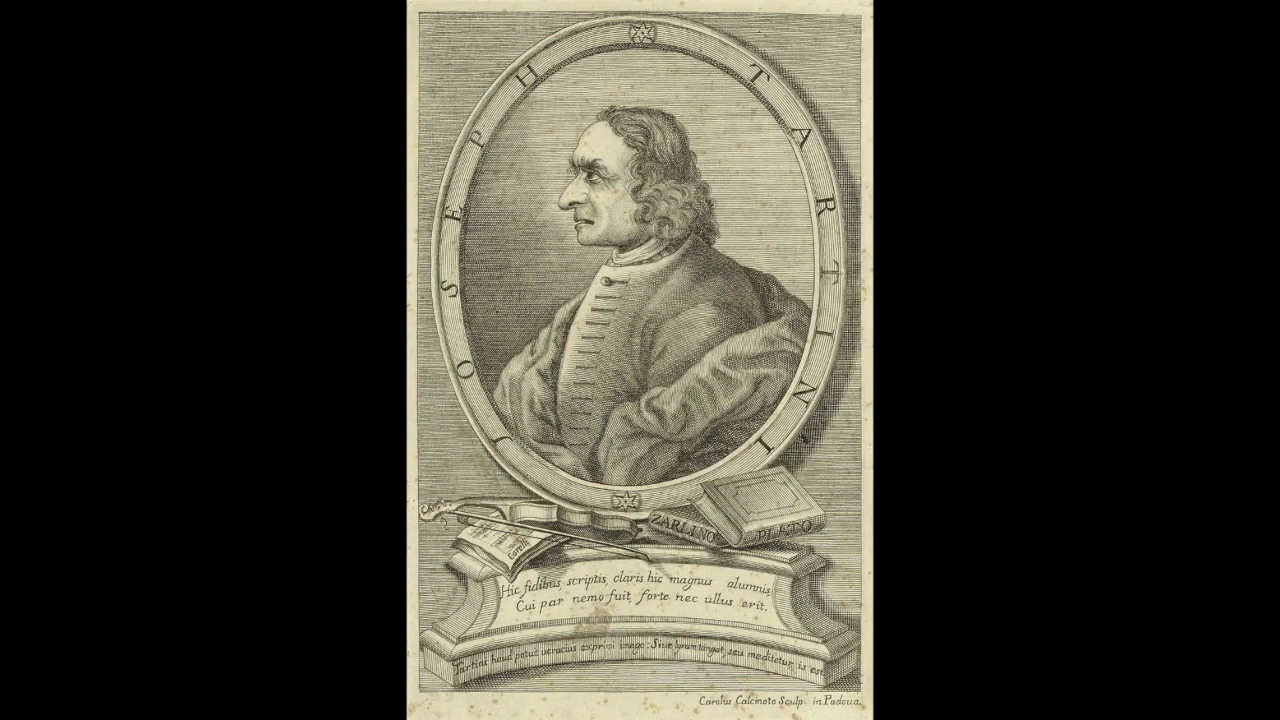 JOSEPH TARTINI
Corelli
ZARLINO
PLATO
Hic fidibus, scriptis, claris hic magnus alumnis,
Cui par nemo fuit, forte nec ullus erit.
Tartini haud potuit veracius exprimi imago: Sive lyram tangat, seu meditetur, is est.
Carolus Calcinoto Sculp. in Padoua.